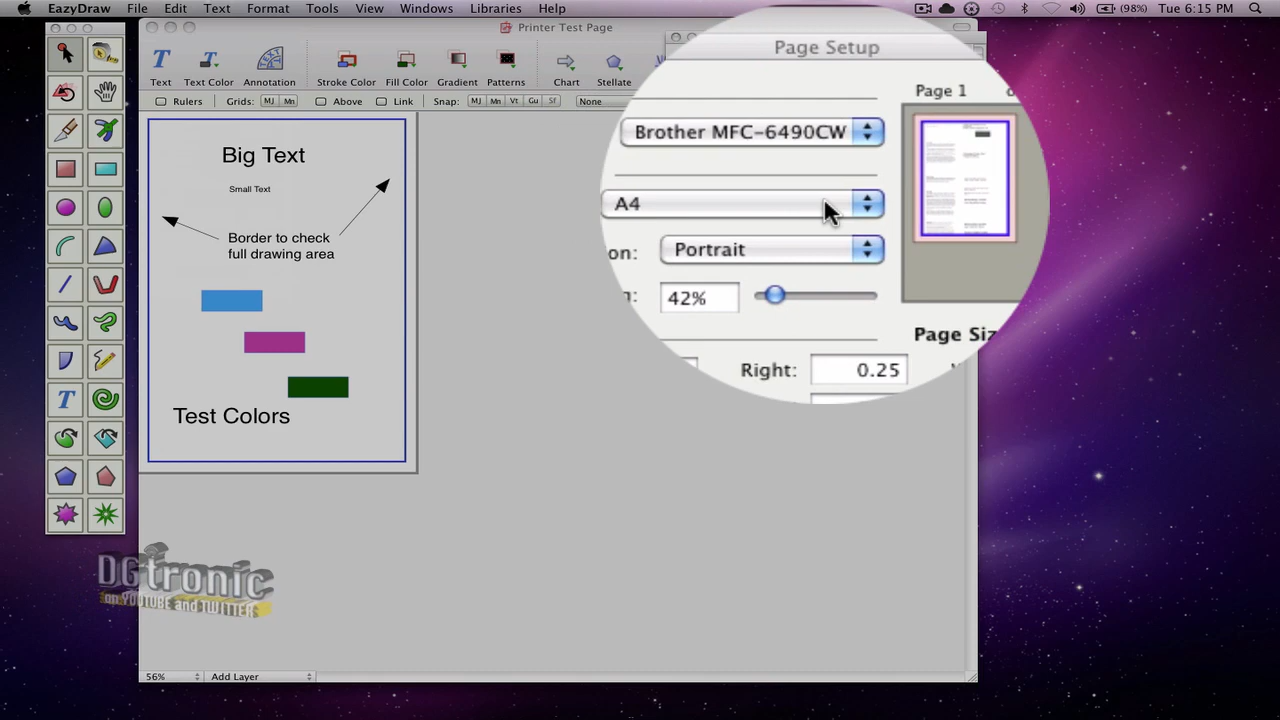 EazyDraw File Edit Text Format Tools View Windows Libraries Help (98%) Tue 6:15 PM
Printer Test Page
Page Setup
Text Text Color Annotation Stroke Color Fill Color Gradient Patterns Chart Stellate
Rulers Grids: MJ Mn Above Link Snap: MJ Mn Vt Gu Sf None
Page 1
Brother MFC-6490CW
A4
on: Portrait
42%
Page Siz
Right: 0.25
Big Text
Small Text
Border to check
full drawing area
Test Colors
DGtronic
on YOUTUBE and TWITTER
56% Add Layer